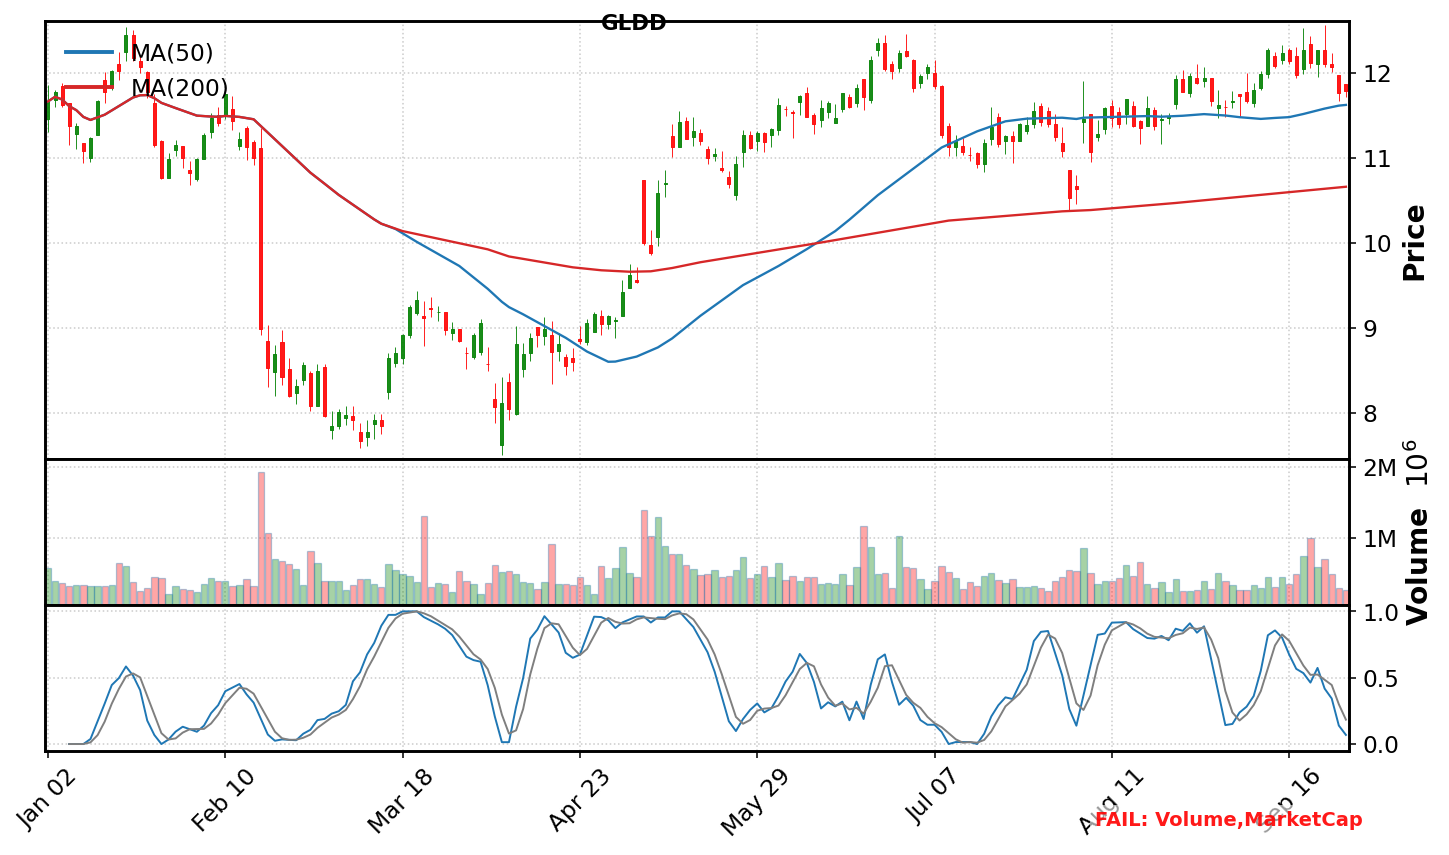 GLDD
MA(50)
MA(200)
12
11
10
9
8
Price
2M
1M
Volume 10^6
1.0
0.5
0.0
Jan 02
Feb 10
Mar 18
Apr 23
May 29
Jul 07
Aug 11
Sep 16
FAIL: Volume,MarketCap